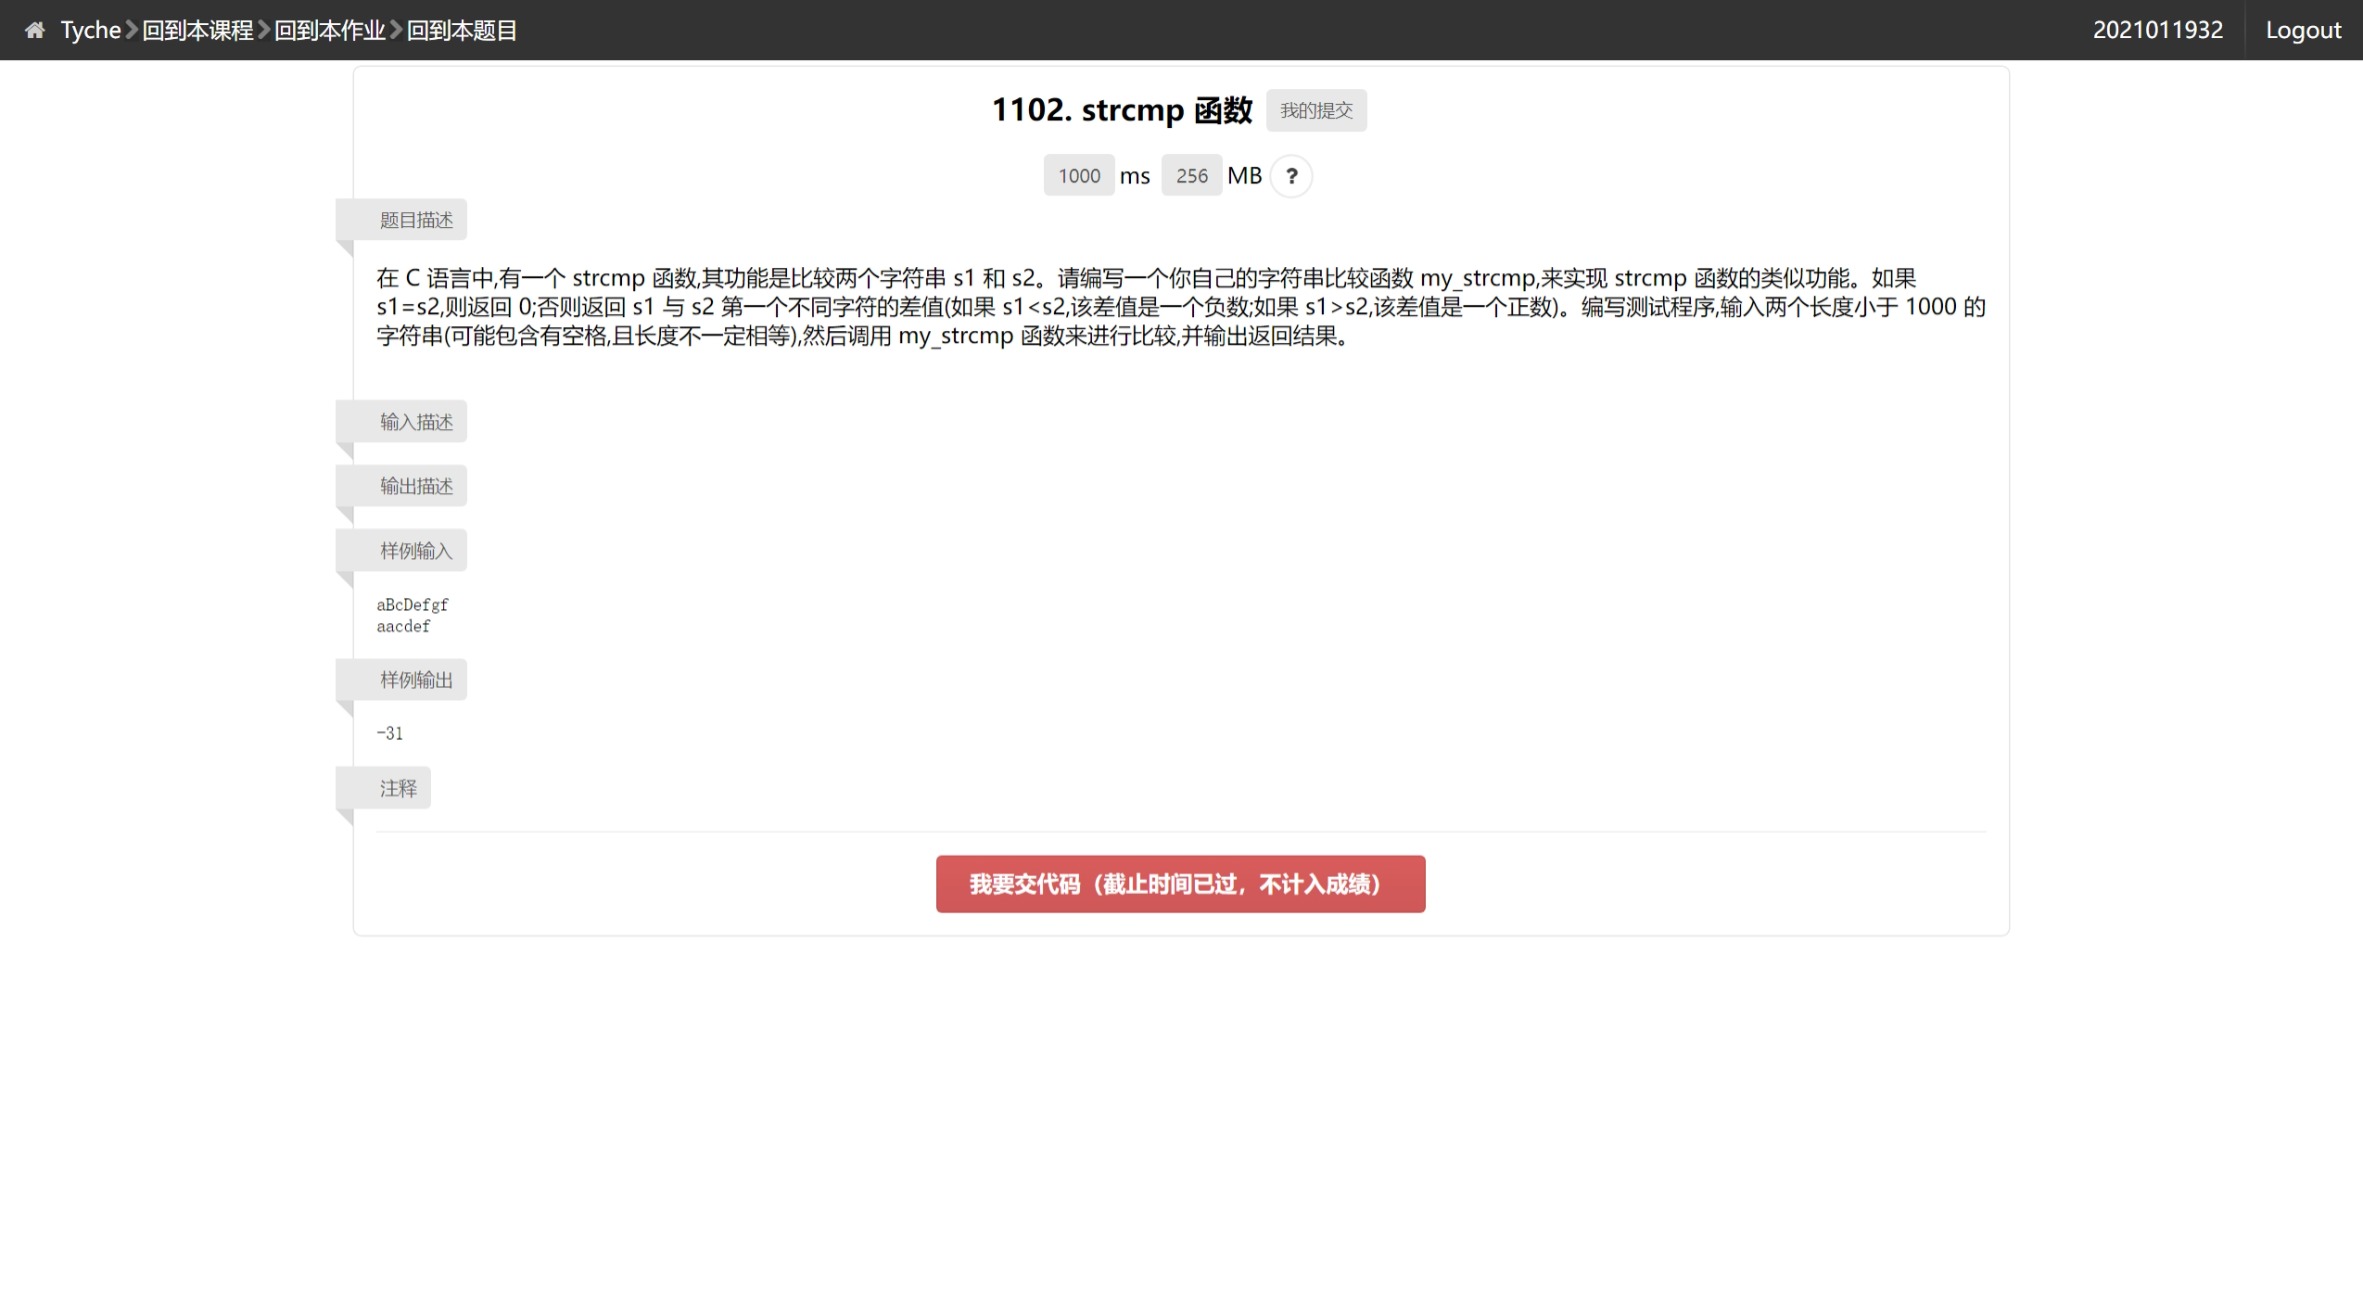 Tyche 回到本课程 回到本作业 回到本题目 2021011932 Logout
1102. strcmp 函数 我的提交
1000 ms 256 MB ?
题目描述
在 C 语言中,有一个 strcmp 函数,其功能是比较两个字符串 s1 和 s2。请编写一个你自己的字符串比较函数 my_strcmp,来实现 strcmp 函数的类似功能。如果
s1=s2,则返回 0;否则返回 s1 与 s2 第一个不同字符的差值(如果 s1<s2,该差值是一个负数;如果 s1>s2,该差值是一个正数)。编写测试程序,输入两个长度小于 1000 的
字符串(可能包含有空格,且长度不一定相等),然后调用 my_strcmp 函数来进行比较,并输出返回结果。
输入描述
输出描述
样例输入
aBcDefgf
aacdef
样例输出
-31
注释
我要交代码（截止时间已过，不计入成绩）